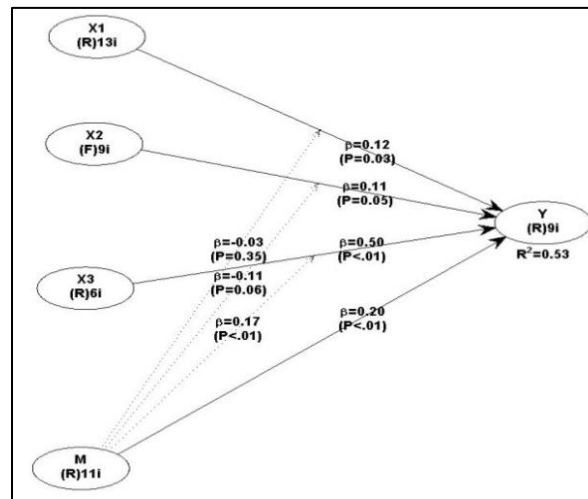 X1
(R)13i
β=0.12
(P=0.03)
X2
(F)9i
β=0.11
(P=0.05)
Y
(R)9i
R²=0.53
β=-0.03
(P=0.35)
β=0.50
(P<.01)
X3
(R)6i
β=-0.11
(P=0.06)
β=0.17
(P<.01)
β=0.20
(P<.01)
M
(R)11i